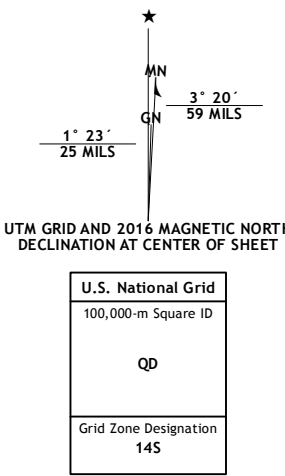 ★
MN
3° 20´
59 MILS
GN
1° 23´
25 MILS
UTM GRID AND 2016 MAGNETIC NORTH
DECLINATION AT CENTER OF SHEET
U.S. National Grid
100,000-m Square ID
QD
Grid Zone Designation
14S